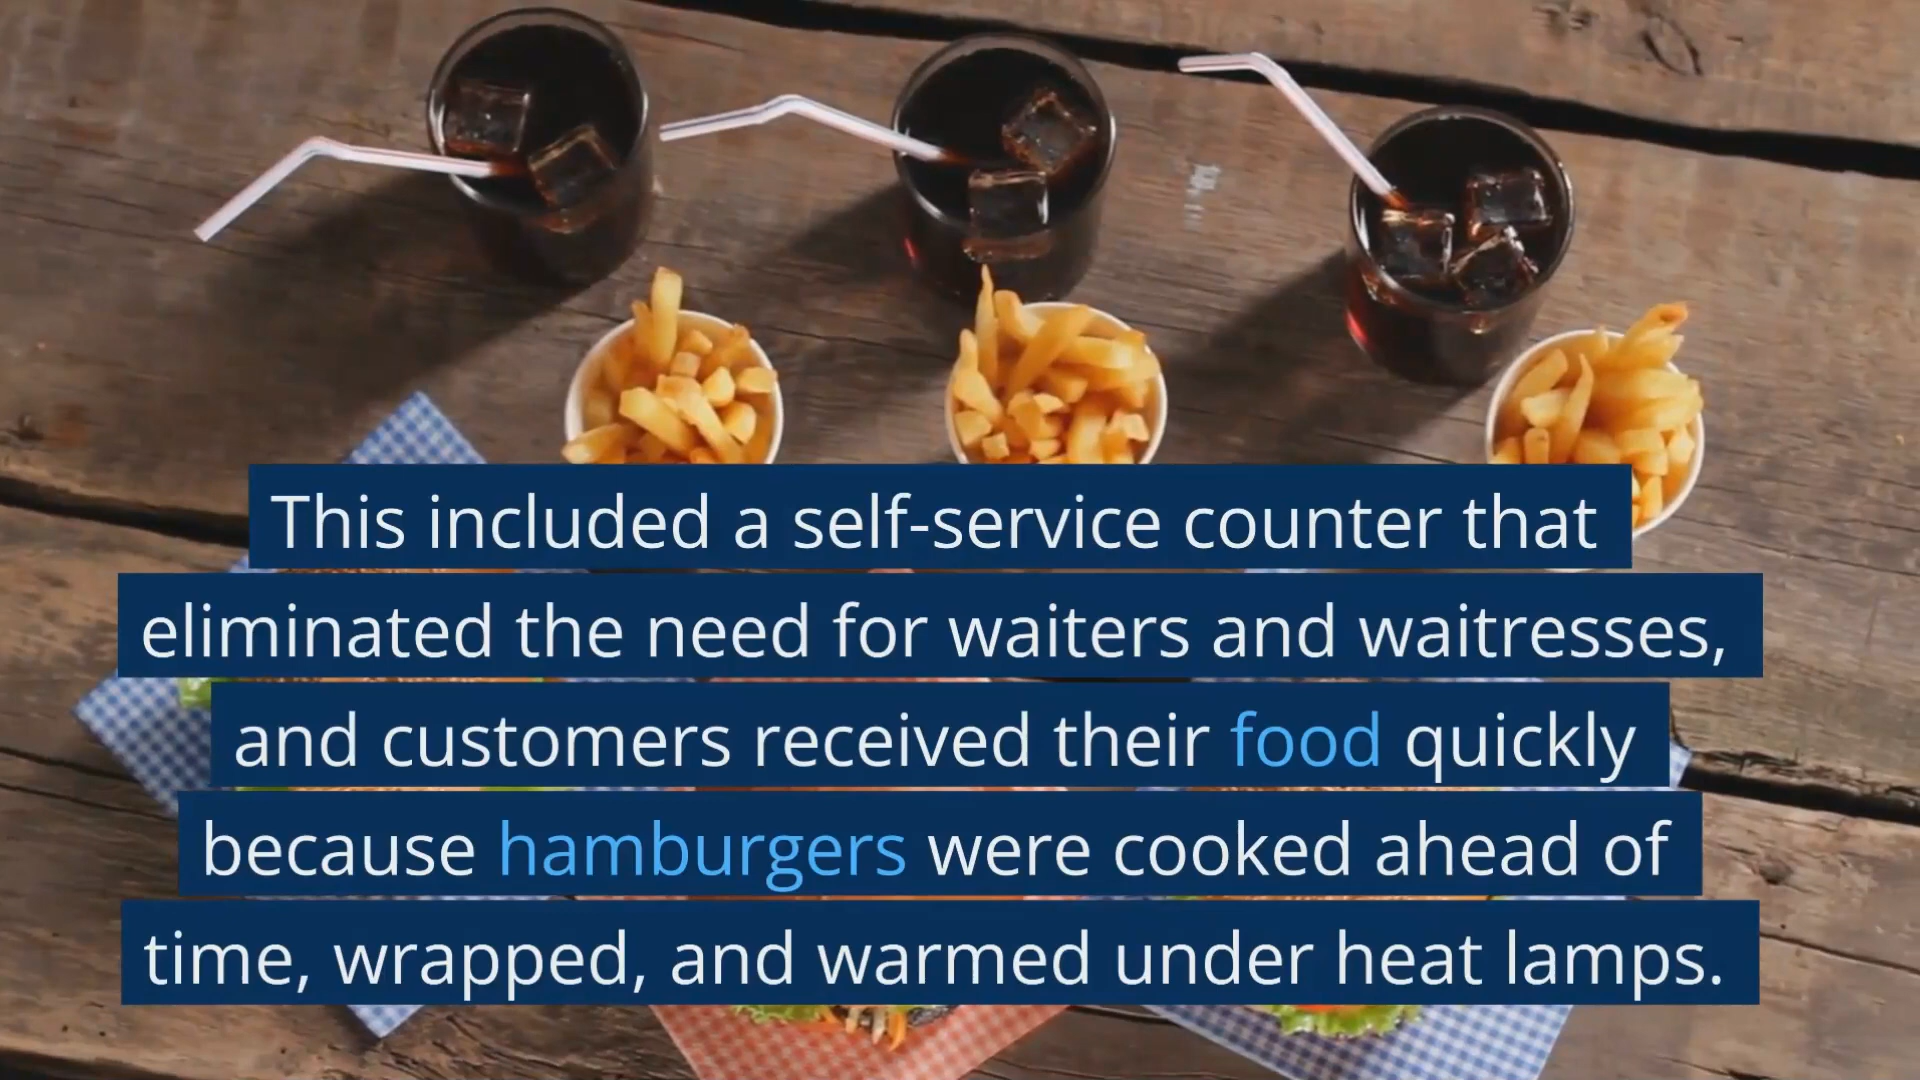 This included a self-service counter that
eliminated the need for waiters and waitresses,
and customers received their food quickly
because hamburgers were cooked ahead of
time, wrapped, and warmed under heat lamps.